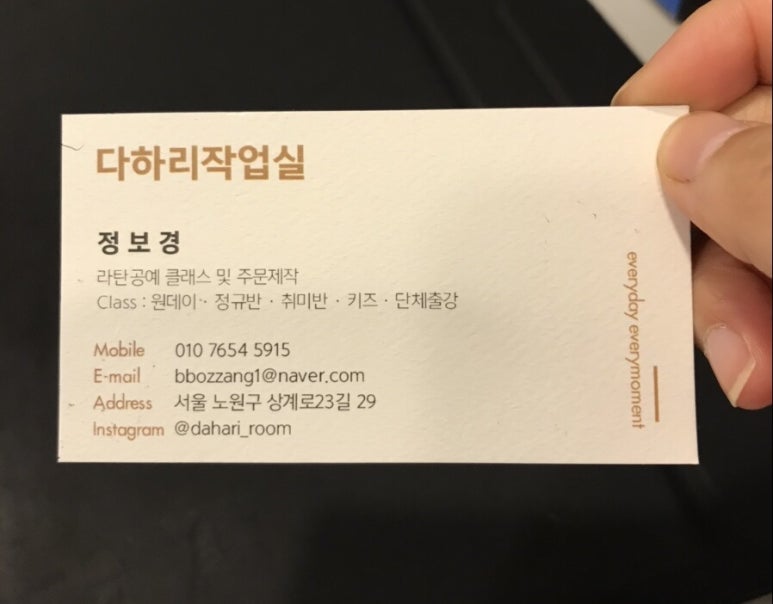 다하리작업실
정보경
라탄공예 클래스 및 주문제작
Class : 원데이 · 정규반 · 취미반 · 키즈 · 단체출강
Mobile 010 7654 5915
E-mail bbozzang1@naver.com
Address 서울 노원구 상계로23길 29
Instagram @dahari_room
everyday everymoment